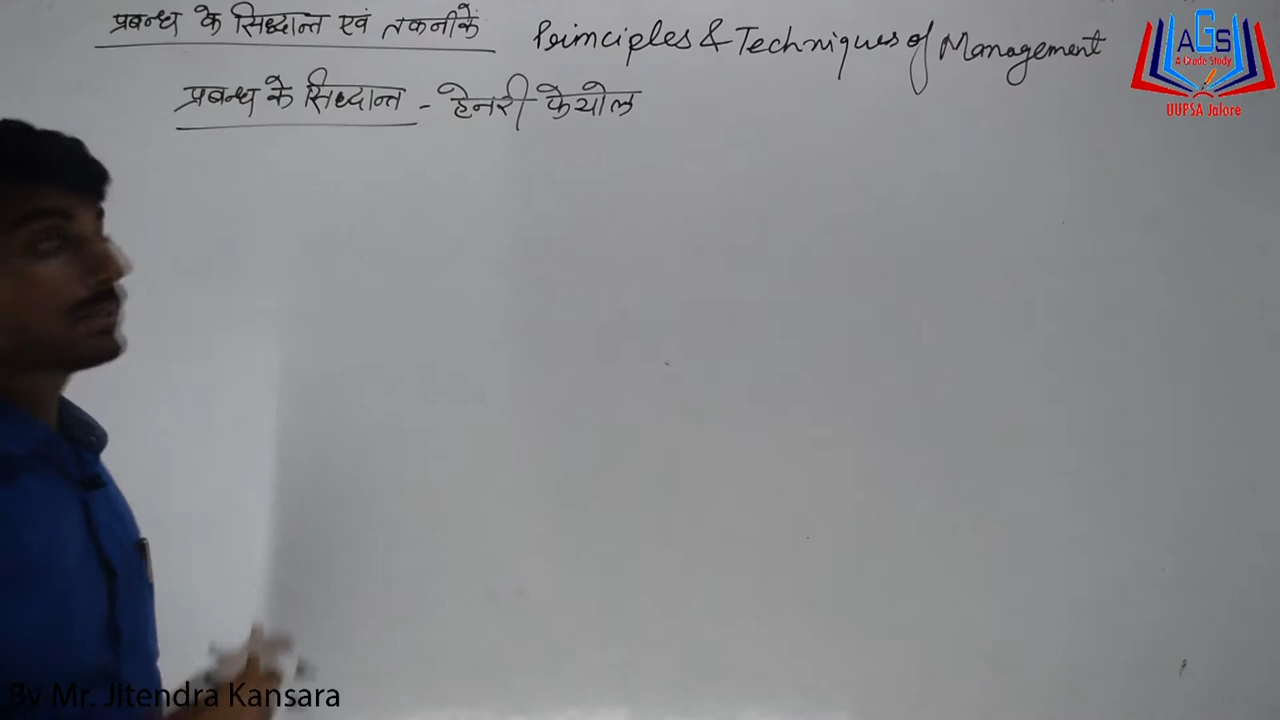 प्रबन्ध के सिद्धान्त एवं तकनीकें Principles & Techniques of Management
प्रबन्ध के सिध्दान्त - हेनरी फेयोल
AGS
A Grade Study
UUPSA Jalore
By Mr. Jitendra Kansara